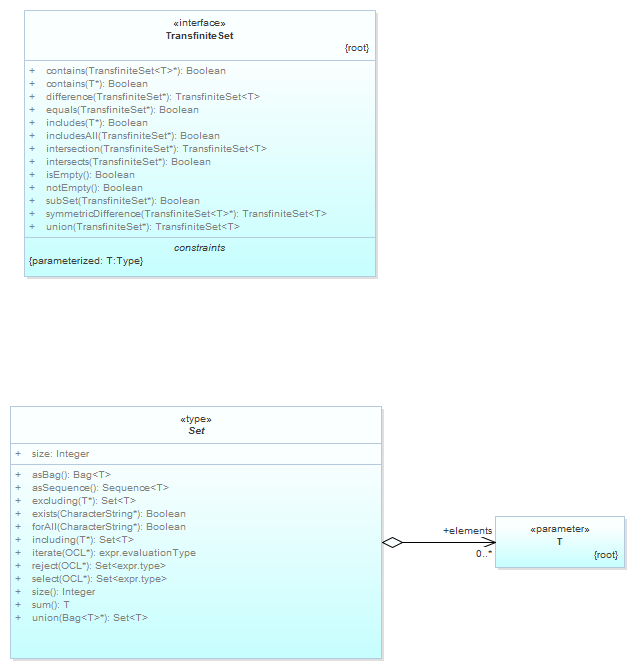 «interface»
TransfiniteSet
{root}
+ contains(TransfiniteSet<T>*): Boolean
+ contains(T*): Boolean
+ difference(TransfiniteSet*): TransfiniteSet<T>
+ equals(TransfiniteSet*): Boolean
+ includes(T*): Boolean
+ includesAll(TransfiniteSet*): Boolean
+ intersection(TransfiniteSet*): TransfiniteSet<T>
+ intersects(TransfiniteSet*): Boolean
+ isEmpty(): Boolean
+ notEmpty(): Boolean
+ subSet(TransfiniteSet*): Boolean
+ symmetricDifference(TransfiniteSet<T>*): TransfiniteSet<T>
+ union(TransfiniteSet*): TransfiniteSet<T>
constraints
{parameterized: T:Type}
«type»
Set
+ size: Integer
+ asBag(): Bag<T>
+ asSequence(): Sequence<T>
+ excluding(T*): Set<T>
+ exists(CharacterString*): Boolean
+ forAll(CharacterString*): Boolean
+ including(T*): Set<T>
+ iterate(OCL*): expr.evaluationType
+ reject(OCL*): Set<expr.type>
+ select(OCL*): Set<expr.type>
+ size(): Integer
+ sum(): T
+ union(Bag<T>*): Set<T>
+elements
0..*
«parameter»
T
{root}